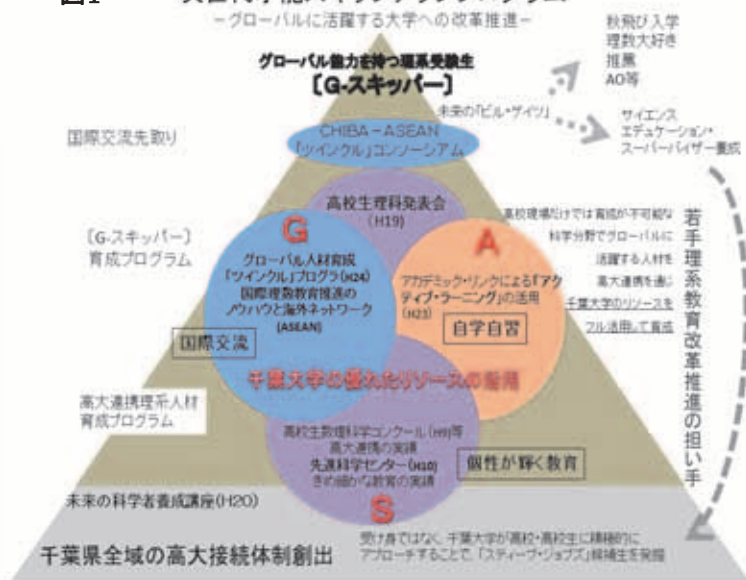 －グローバルに活躍する大学への改革推進－
グローバル能力を持つ理系受験生
〔G-スキッパー〕
秋飛び入学
理数大好き
推薦
AO等
未来の「ビル・ゲイツ」
サイエンス
エデュケーション・
スーパーバイザー養成
国際交流先取り
CHIBA－ASEAN
「ツインクル」コンソーシアム
高校生理科発表会
(H19)
〔G-スキッパー〕
育成プログラム
G
グローバル人材育成
「ツインクル」プログラ(H24)
国際理数教育推進の
ノウハウと海外ネットワーク
(ASEAN)
国際交流
A
アカデミック・リンクによる「アク
ティブ・ラーニング」の活用
(H23)
自学自習
高校現場だけでは育成が不可能な
科学分野でグローバルに
活躍する人材を
高大連携を通じ
千葉大学のリソースを
フル活用して育成
若手理系教育改革推進の担い手
千葉大学の優れたリソースの活用
高大連携理系人材
育成プログラム
高校生数理科学コンクール(H9)等
高大連携の実績
先進科学センター(H10)
きめ細かな教育の実績
S
個性が輝く教育
未来の科学者養成講座(H20)
千葉県全域の高大接続体制創出
受け身ではなく、千葉大学が高校・高校生に積極的に
アプローチすることで、「スティーブ・ジョブズ」候補生を発掘